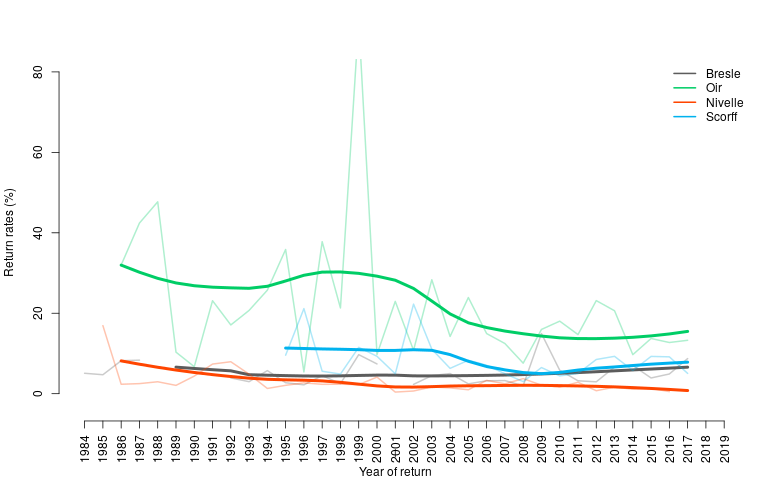 Bresle
Oir
Nivelle
Scorff
Return rates (%)
80
60
40
20
0
1984 1985 1986 1987 1988 1989 1990 1991 1992 1993 1994 1995 1996 1997 1998 1999 2000 2001 2002 2003 2004 2005 2006 2007 2008 2009 2010 2011 2012 2013 2014 2015 2016 2017 2018 2019
Year of return